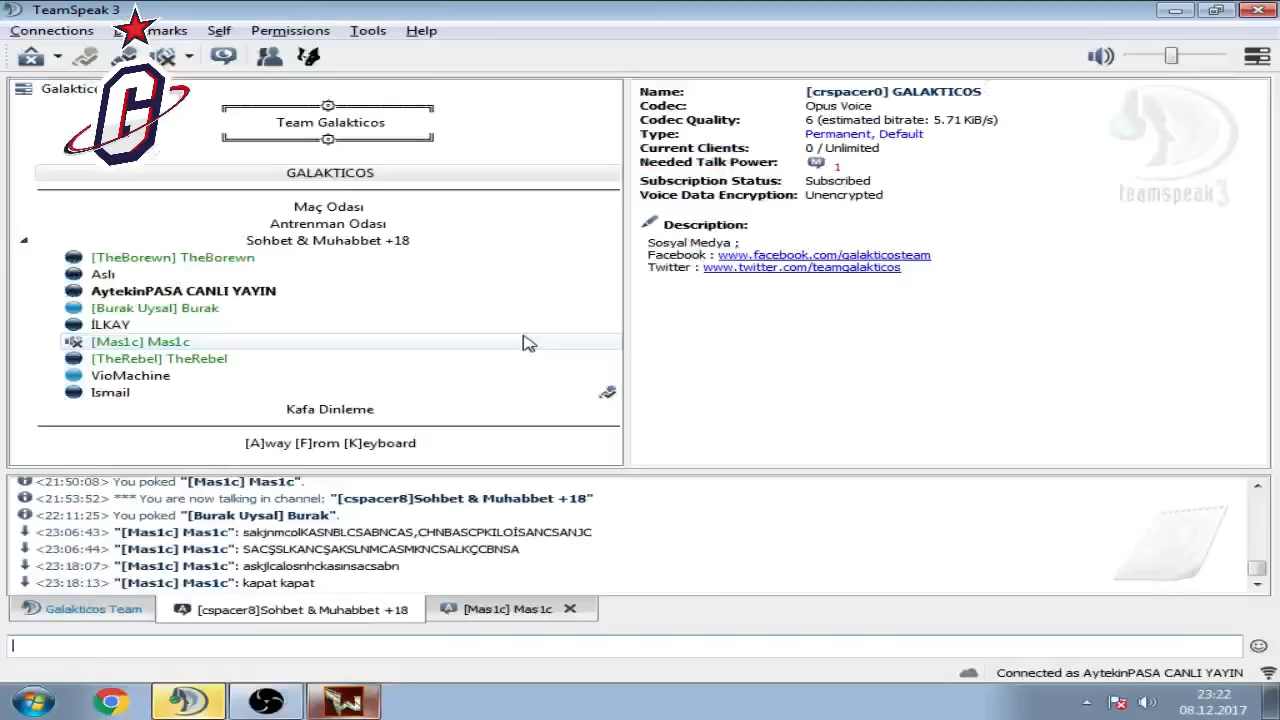 TeamSpeak 3
Connections
marks
Self
Permissions
Tools
Help
Team Galakticos
GALAKTICOS
Maç Odası
Antrenman Odası
Sohbet & Muhabbet +18
[TheBorewn] TheBorewn
Aslı
AytekinPASA CANLI YAYIN
[Burak Uysal] Burak
İLKAY
[Mas1c] Mas1c
[TheRebel] TheRebel
VioMachine
Ismail
Kafa Dinleme
[A]way [F]rom [K]eyboard
Name: [crspacer0] GALAKTICOS
Codec: Opus Voice
Codec Quality: 6 (estimated bitrate: 5.71 KiB/s)
Type: Permanent, Default
Current Clients: 0 / Unlimited
Needed Talk Power: 1
Subscription Status: Subscribed
Voice Data Encryption: Unencrypted
Description:
Sosyal Medya ;
Facebook : www.facebook.com/galakticosteam
Twitter : www.twitter.com/teamgalakticos
teamspeak3
<21:50:08> You poked "[Mas1c] Mas1c".
<21:53:52> *** You are now talking in channel: "[cspacer8]Sohbet & Muhabbet +18"
<22:11:25> You poked "[Burak Uysal] Burak".
<23:06:43> "[Mas1c] Mas1c": sakjnmcolKASNBLCSABNCAS,CHNBASCPKILOİSANCSANJC
<23:06:44> "[Mas1c] Mas1c": SACŞSLKANCŞAKSLNMCASMKNCSALKÇCBNSA
<23:18:07> "[Mas1c] Mas1c": askjlcalosnhckasınsacsabn
<23:18:13> "[Mas1c] Mas1c": kapat kapat
Galakticos Team
[cspacer8]Sohbet & Muhabbet +18
[Mas1c] Mas1c
Connected as AytekinPASA CANLI YAYIN
23:22
08.12.2017